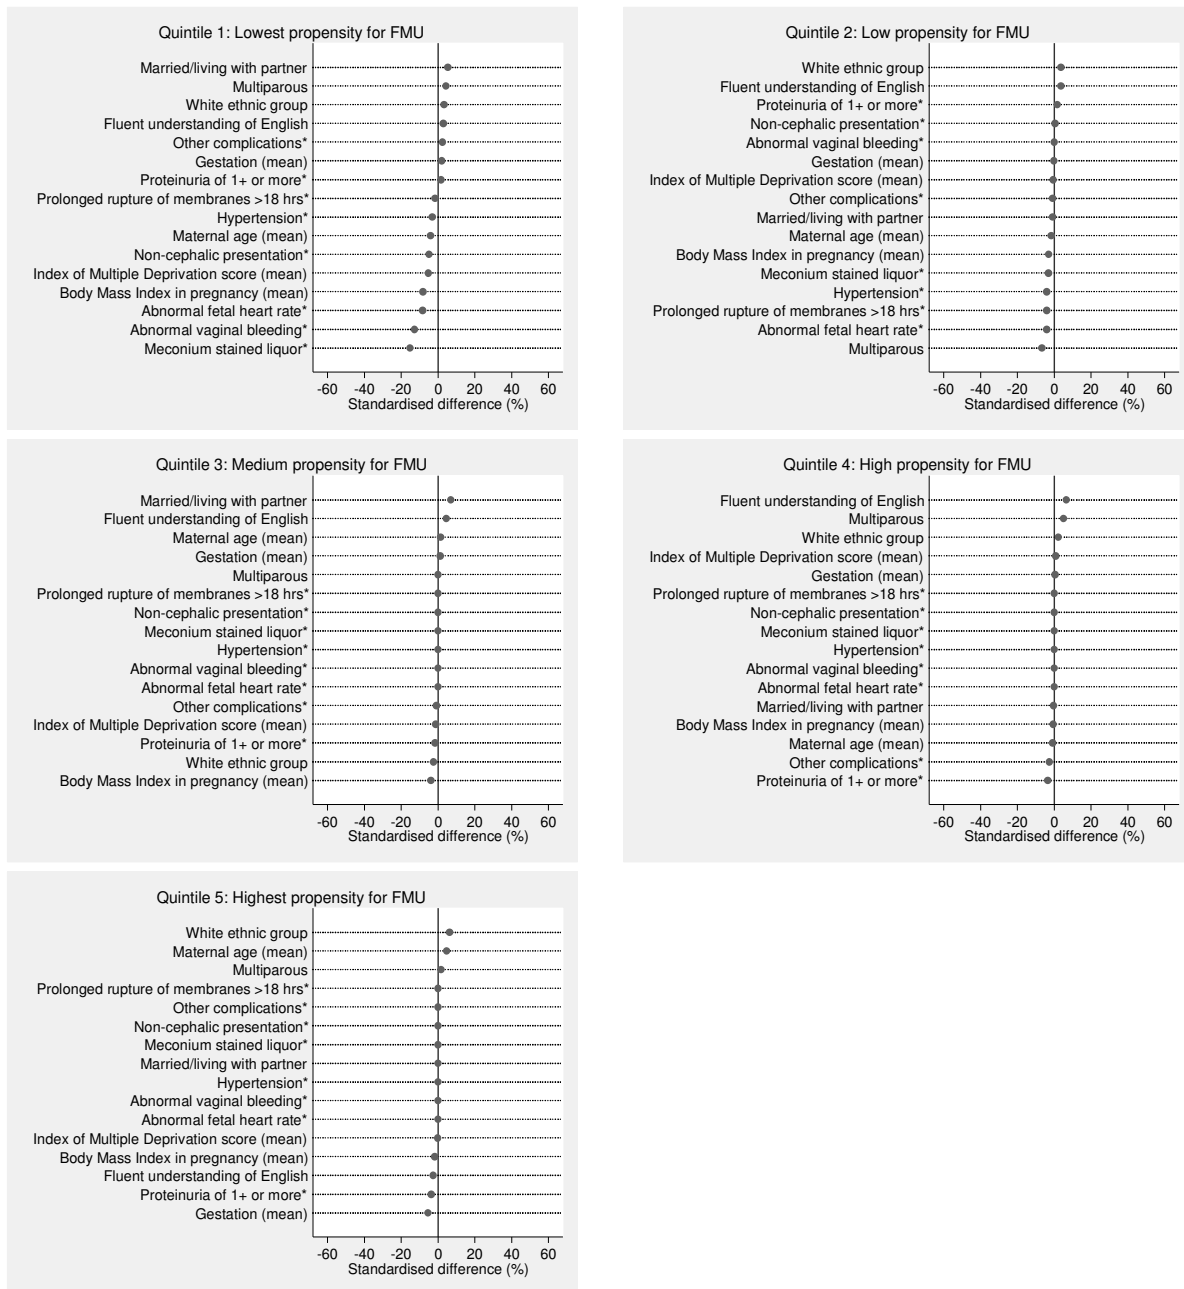 Quintile 1: Lowest propensity for FMU
Married/living with partner
Multiparous
White ethnic group
Fluent understanding of English
Other complications*
Gestation (mean)
Proteinuria of 1+ or more*
Prolonged rupture of membranes >18 hrs*
Hypertension*
Maternal age (mean)
Non-cephalic presentation*
Index of Multiple Deprivation score (mean)
Body Mass Index in pregnancy (mean)
Abnormal fetal heart rate*
Abnormal vaginal bleeding*
Meconium stained liquor*
-60 -40 -20 0 20 40 60
Standardised difference (%)
Quintile 2: Low propensity for FMU
White ethnic group
Fluent understanding of English
Proteinuria of 1+ or more*
Non-cephalic presentation*
Abnormal vaginal bleeding*
Gestation (mean)
Index of Multiple Deprivation score (mean)
Other complications*
Married/living with partner
Maternal age (mean)
Body Mass Index in pregnancy (mean)
Meconium stained liquor*
Hypertension*
Prolonged rupture of membranes >18 hrs*
Abnormal fetal heart rate*
Multiparous
-60 -40 -20 0 20 40 60
Standardised difference (%)
Quintile 3: Medium propensity for FMU
Married/living with partner
Fluent understanding of English
Maternal age (mean)
Gestation (mean)
Multiparous
Prolonged rupture of membranes >18 hrs*
Non-cephalic presentation*
Meconium stained liquor*
Hypertension*
Abnormal vaginal bleeding*
Abnormal fetal heart rate*
Other complications*
Index of Multiple Deprivation score (mean)
Proteinuria of 1+ or more*
White ethnic group
Body Mass Index in pregnancy (mean)
-60 -40 -20 0 20 40 60
Standardised difference (%)
Quintile 4: High propensity for FMU
Fluent understanding of English
Multiparous
White ethnic group
Index of Multiple Deprivation score (mean)
Gestation (mean)
Prolonged rupture of membranes >18 hrs*
Non-cephalic presentation*
Meconium stained liquor*
Hypertension*
Abnormal vaginal bleeding*
Abnormal fetal heart rate*
Married/living with partner
Body Mass Index in pregnancy (mean)
Maternal age (mean)
Other complications*
Proteinuria of 1+ or more*
-60 -40 -20 0 20 40 60
Standardised difference (%)
Quintile 5: Highest propensity for FMU
White ethnic group
Maternal age (mean)
Multiparous
Prolonged rupture of membranes >18 hrs*
Other complications*
Non-cephalic presentation*
Meconium stained liquor*
Married/living with partner
Hypertension*
Abnormal vaginal bleeding*
Abnormal fetal heart rate*
Index of Multiple Deprivation score (mean)
Body Mass Index in pregnancy (mean)
Fluent understanding of English
Proteinuria of 1+ or more*
Gestation (mean)
-60 -40 -20 0 20 40 60
Standardised difference (%)